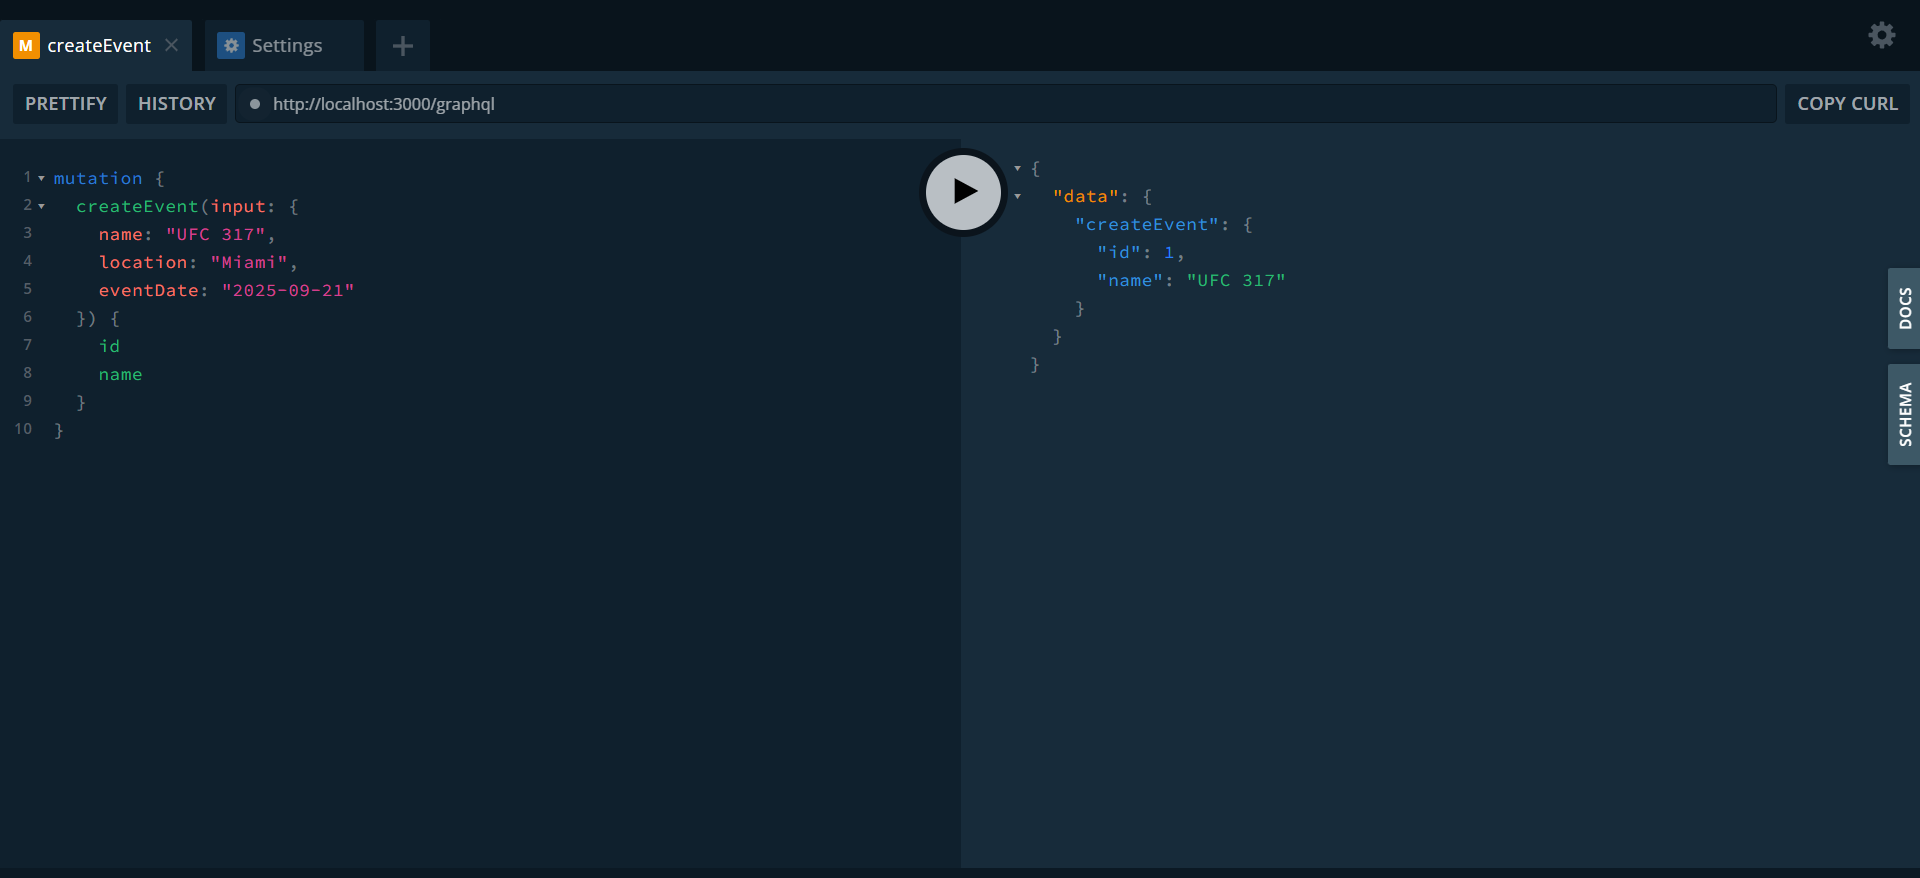 M createEvent × Settings +
PRETTIFY HISTORY http://localhost:3000/graphql COPY CURL
1 mutation {
2 createEvent(input: {
3 name: "UFC 317",
4 location: "Miami",
5 eventDate: "2025-09-21"
6 }) {
7 id
8 name
9 }
10 }
{
"data": {
"createEvent": {
"id": 1,
"name": "UFC 317"
}
}
}
DOCS
SCHEMA